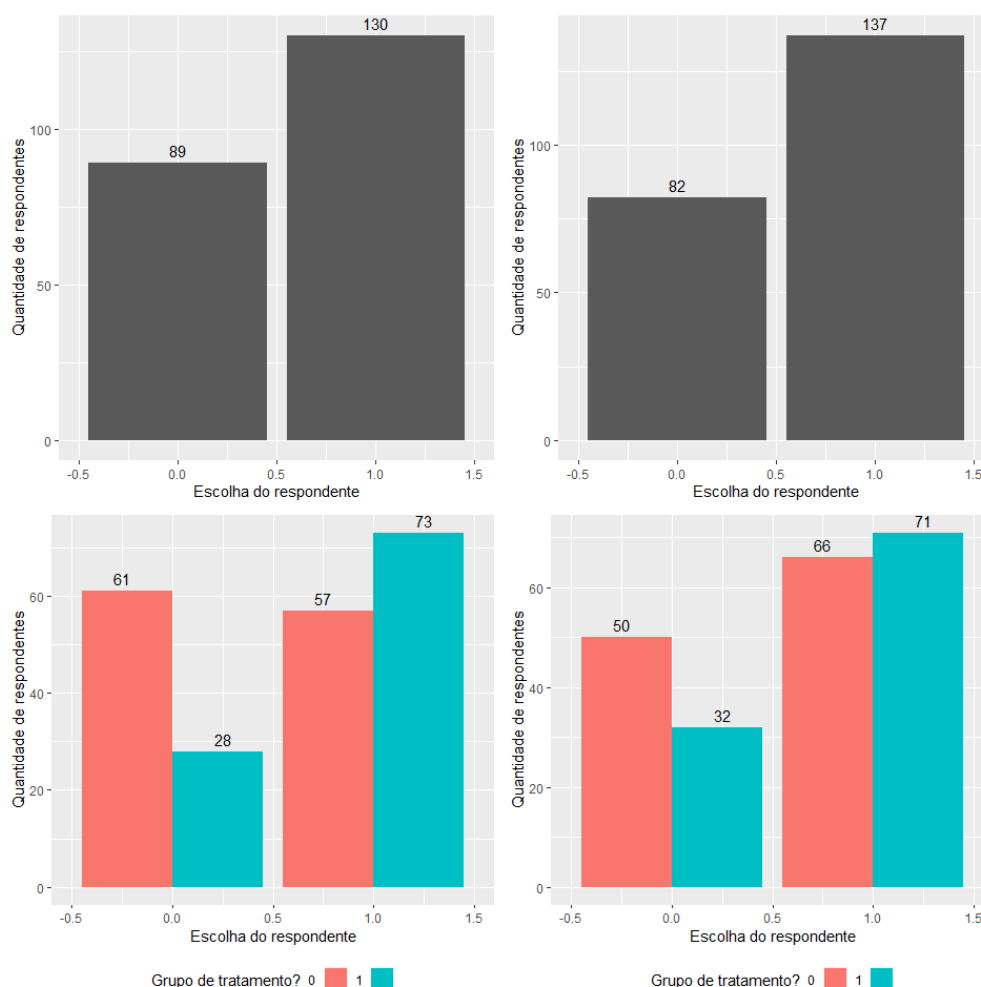 130
89
100
50
0
Quantidade de respondentes
-0.5 0.0 0.5 1.0 1.5
Escolha do respondente
137
82
100
50
0
Quantidade de respondentes
-0.5 0.0 0.5 1.0 1.5
Escolha do respondente
73
61
57
28
60
40
20
0
Quantidade de respondentes
-0.5 0.0 0.5 1.0 1.5
Escolha do respondente
Grupo de tratamento? 0 1
71
66
50
32
60
40
20
0
Quantidade de respondentes
-0.5 0.0 0.5 1.0 1.5
Escolha do respondente
Grupo de tratamento? 0 1